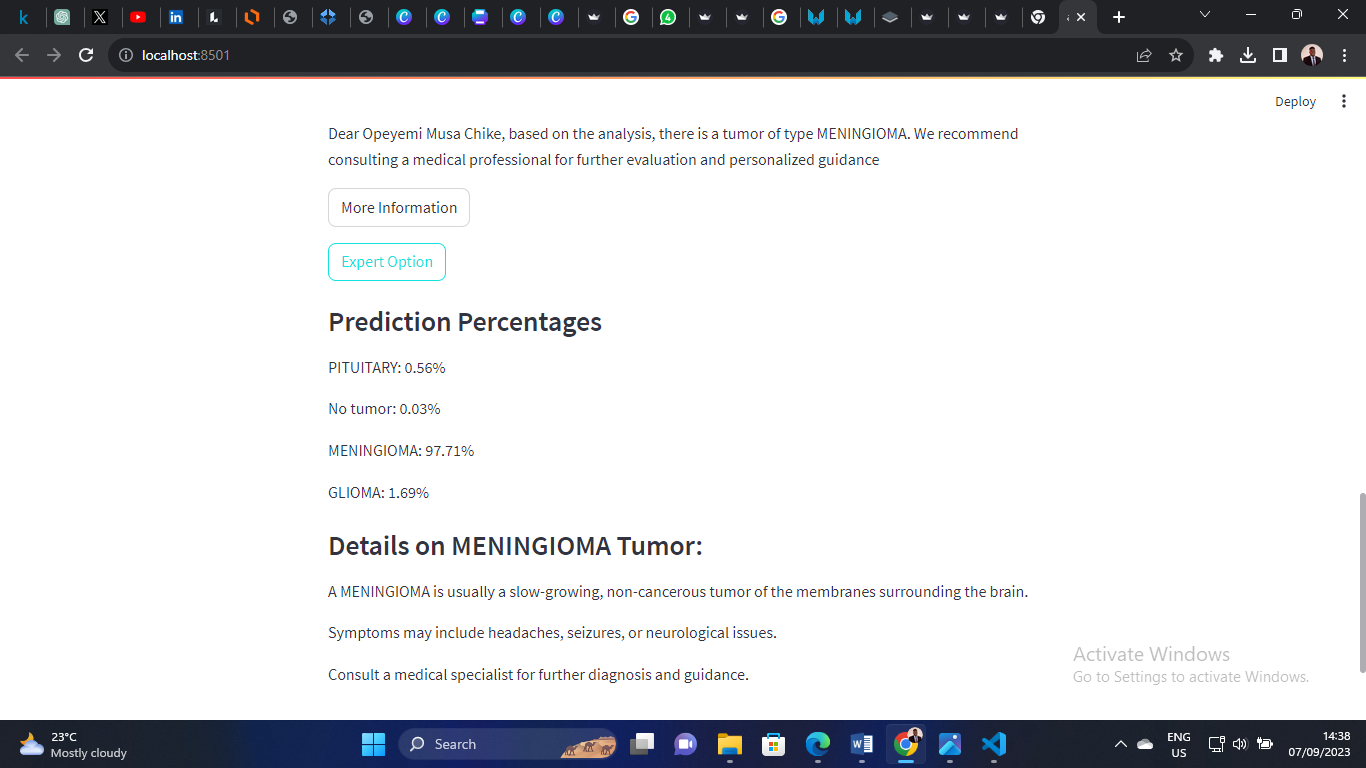 localhost:8501
Deploy
Dear Opeyemi Musa Chike, based on the analysis, there is a tumor of type MENINGIOMA. We recommend
consulting a medical professional for further evaluation and personalized guidance
More Information
Expert Option
Prediction Percentages
PITUITARY: 0.56%
No tumor: 0.03%
MENINGIOMA: 97.71%
GLIOMA: 1.69%
Details on MENINGIOMA Tumor:
A MENINGIOMA is usually a slow-growing, non-cancerous tumor of the membranes surrounding the brain.
Symptoms may include headaches, seizures, or neurological issues.
Consult a medical specialist for further diagnosis and guidance.
Activate Windows
Go to Settings to activate Windows.
23°C
Mostly cloudy
Search
ENG
US
14:38
07/09/2023